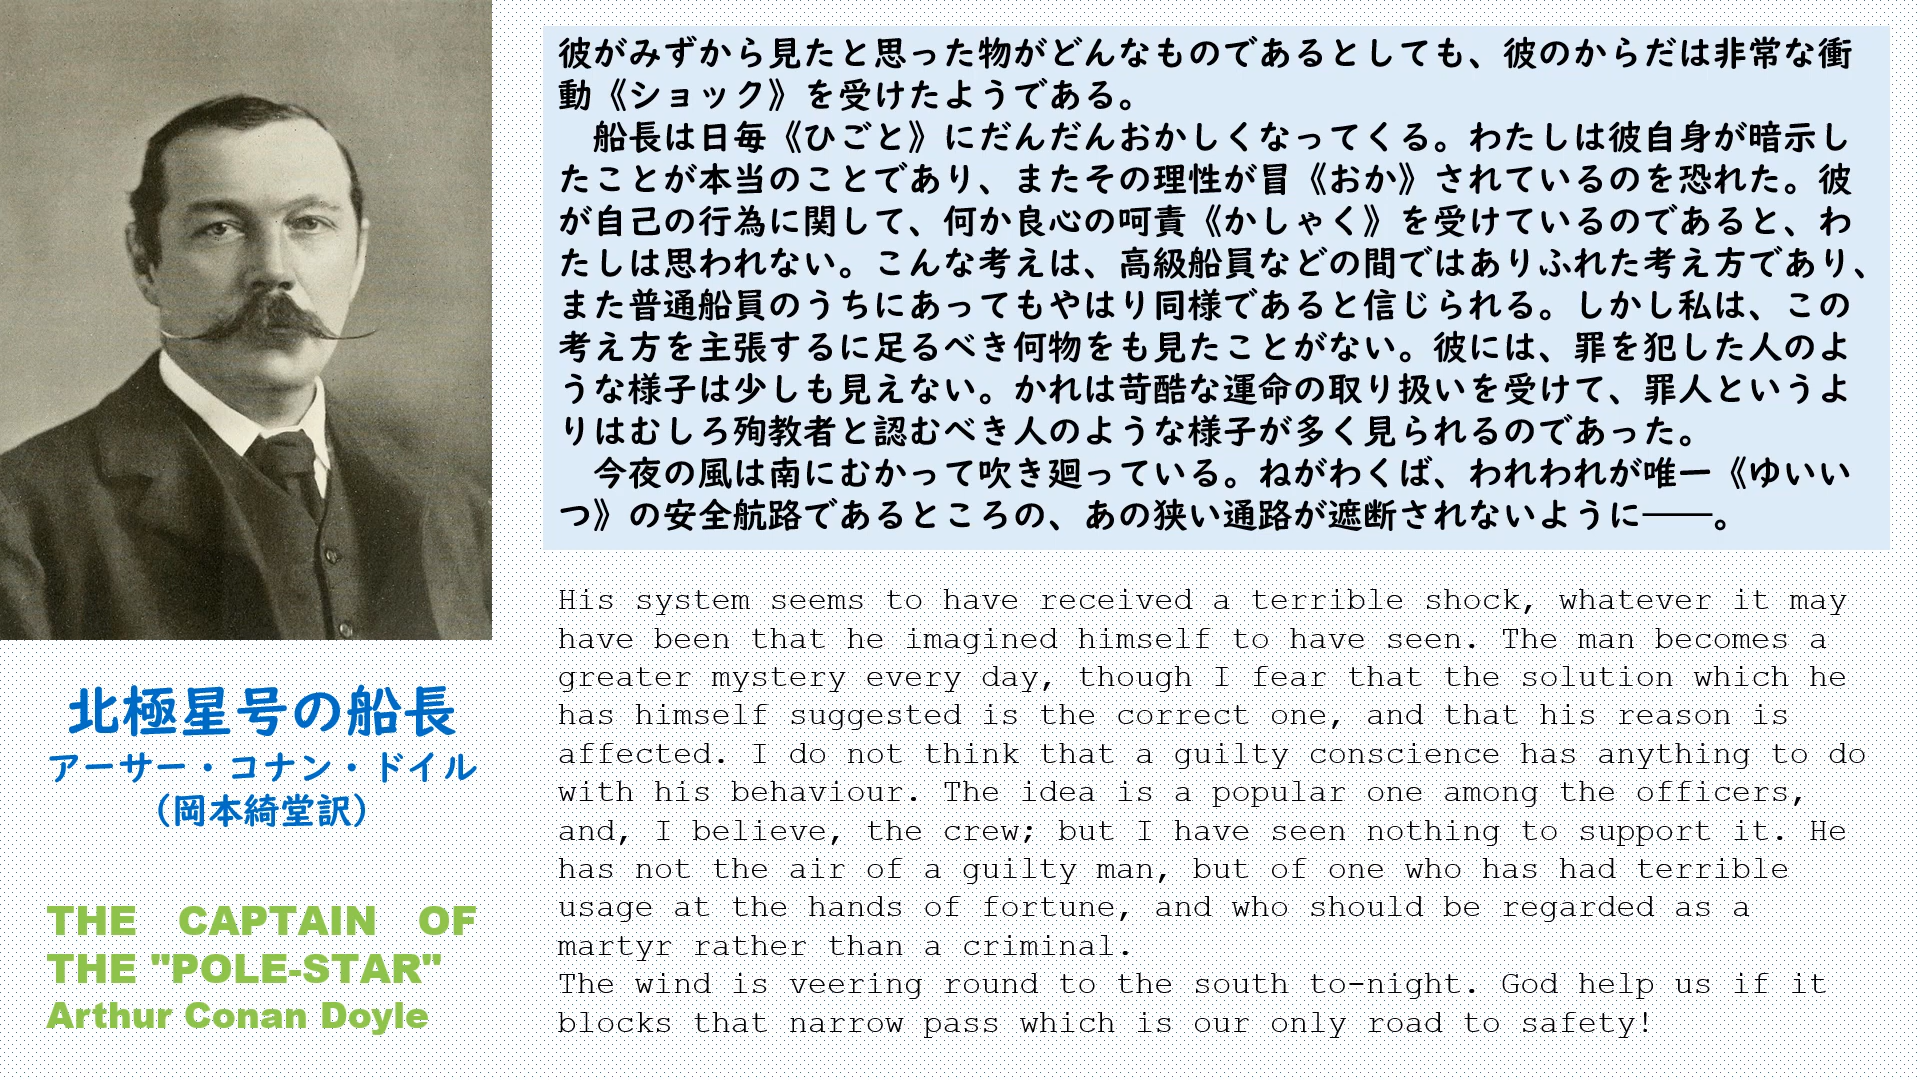 彼がみずから見たと思った物がどんなものであるとしても、彼のからだは非常な衝
動《ショック》を受けたようである。
　船長は日毎《ひごと》にだんだんおかしくなってくる。わたしは彼自身が暗示し
たことが本当のことであり、またその理性が冒《おか》されているのを恐れた。彼
が自己の行為に関して、何か良心の呵責《かしゃく》を受けているのであると、わ
たしは思われない。こんな考えは、高級船員などの間ではありふれた考え方であり、
また普通船員のうちにあってもやはり同様であると信じられる。しかし私は、この
考え方を主張するに足るべき何物をも見たことがない。彼には、罪を犯した人のよ
うな様子は少しも見えない。かれは苛酷な運命の取り扱いを受けて、罪人というよ
りはむしろ殉教者と認むべき人のような様子が多く見られるのであった。
　今夜の風は南にむかって吹き廻っている。ねがわくば、われわれが唯一《ゆいい
つ》の安全航路であるところの、あの狭い通路が遮断されないように――。
His system seems to have received a terrible shock, whatever it may
have been that he imagined himself to have seen. The man becomes a
greater mystery every day, though I fear that the solution which he
has himself suggested is the correct one, and that his reason is
affected. I do not think that a guilty conscience has anything to do
with his behaviour. The idea is a popular one among the officers,
and, I believe, the crew; but I have seen nothing to support it. He
has not the air of a guilty man, but of one who has had terrible
usage at the hands of fortune, and who should be regarded as a
martyr rather than a criminal.
The wind is veering round to the south to-night. God help us if it
blocks that narrow pass which is our only road to safety!
北極星号の船長
アーサー・コナン・ドイル
（岡本綺堂訳）
THE CAPTAIN OF
THE "POLE-STAR"
Arthur Conan Doyle